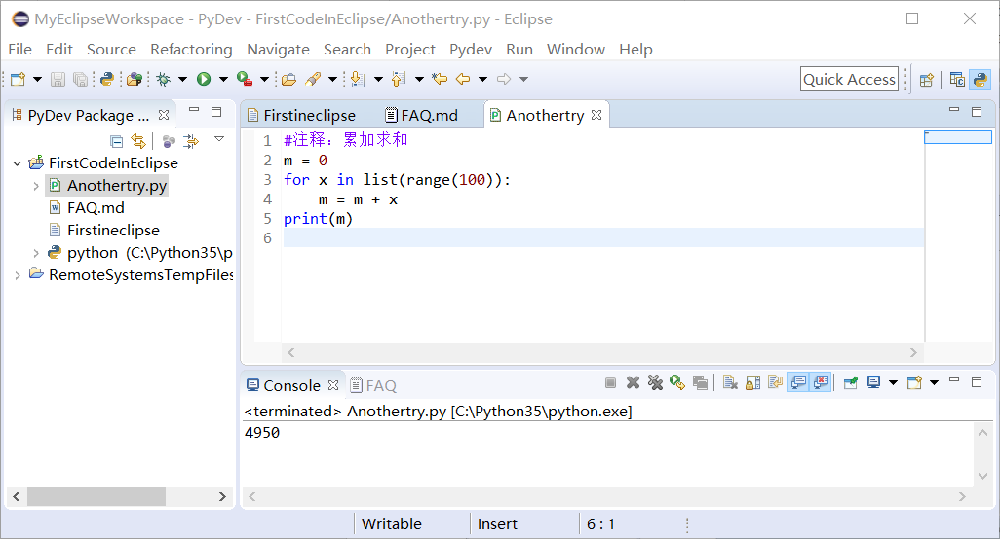 MyEclipseWorkspace - PyDev - FirstCodeInEclipse/Anothertry.py - Eclipse
File Edit Source Refactoring Navigate Search Project Pydev Run Window Help
Quick Access
PyDev Package ...
FirstCodeInEclipse
Anothertry.py
FAQ.md
Firstineclipse
python (C:\Python35\p
RemoteSystemsTempFiles
Firstineclipse FAQ.md Anothertry
1 #注释：累加求和
2 m = 0
3 for x in list(range(100)):
4     m = m + x
5 print(m)
6
Console FAQ
<terminated> Anothertry.py [C:\Python35\python.exe]
4950
Writable Insert 6 : 1